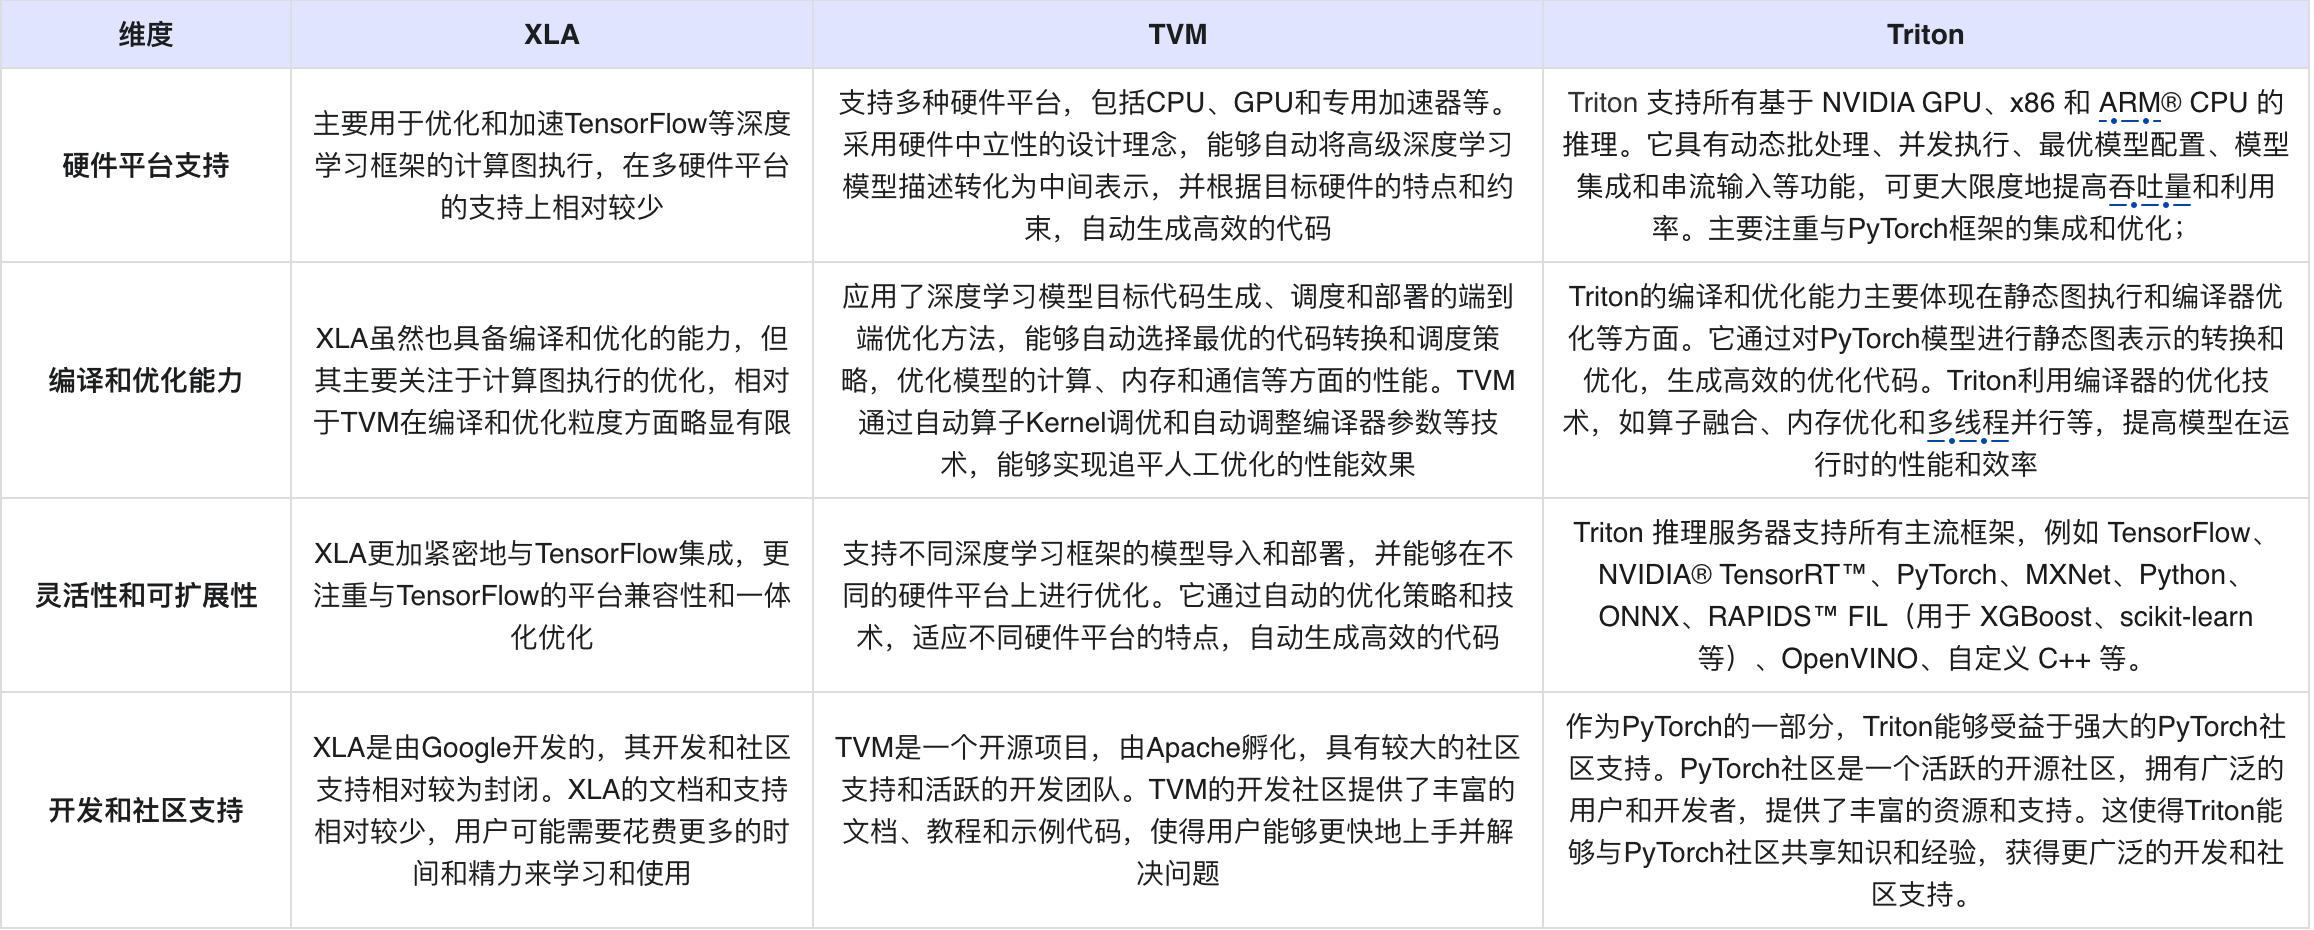 维度
XLA
TVM
Triton
硬件平台支持
主要用于优化和加速TensorFlow等深度
学习框架的计算图执行，在多硬件平台
的支持上相对较少
支持多种硬件平台，包括CPU、GPU和专用加速器等。
采用硬件中立性的设计理念，能够自动将高级深度学习
模型描述转化为中间表示，并根据目标硬件的特点和约
束，自动生成高效的代码
Triton 支持所有基于 NVIDIA GPU、x86 和 ARM® CPU 的
推理。它具有动态批处理、并发执行、最优模型配置、模型
集成和串流输入等功能，可更大限度地提高吞吐量和利用
率。主要注重与PyTorch框架的集成和优化；
编译和优化能力
XLA虽然也具备编译和优化的能力，但
其主要关注于计算图执行的优化，相对
于TVM在编译和优化粒度方面略显有限
应用了深度学习模型目标代码生成、调度和部署的端到
端优化方法，能够自动选择最优的代码转换和调度策
略，优化模型的计算、内存和通信等方面的性能。TVM
通过自动算子Kernel调优和自动调整编译器参数等技
术，能够实现追平人工优化的性能效果
Triton的编译和优化能力主要体现在静态图执行和编译器优
化等方面。它通过对PyTorch模型进行静态图表示的转换和
优化，生成高效的优化代码。Triton利用编译器的优化技
术，如算子融合、内存优化和多线程并行等，提高模型在运
行时的性能和效率
灵活性和可扩展性
XLA更加紧密地与TensorFlow集成，更
注重与TensorFlow的平台兼容性和一体
化优化
支持不同深度学习框架的模型导入和部署，并能够在不
同的硬件平台上进行优化。它通过自动的优化策略和技
术，适应不同硬件平台的特点，自动生成高效的代码
Triton 推理服务器支持所有主流框架，例如 TensorFlow、
NVIDIA® TensorRT™、PyTorch、MXNet、Python、
ONNX、RAPIDS™ FIL（用于 XGBoost、scikit-learn
等）、OpenVINO、自定义 C++ 等。
开发和社区支持
XLA是由Google开发的，其开发和社区
支持相对较为封闭。XLA的文档和支持
相对较少，用户可能需要花费更多的时
间和精力来学习和使用
TVM是一个开源项目，由Apache孵化，具有较大的社区
支持和活跃的开发团队。TVM的开发社区提供了丰富的
文档、教程和示例代码，使得用户能够更快地上手并解
决问题
作为PyTorch的一部分，Triton能够受益于强大的PyTorch社
区支持。PyTorch社区是一个活跃的开源社区，拥有广泛的
用户和开发者，提供了丰富的资源和支持。这使得Triton能
够与PyTorch社区共享知识和经验，获得更广泛的开发和社
区支持。